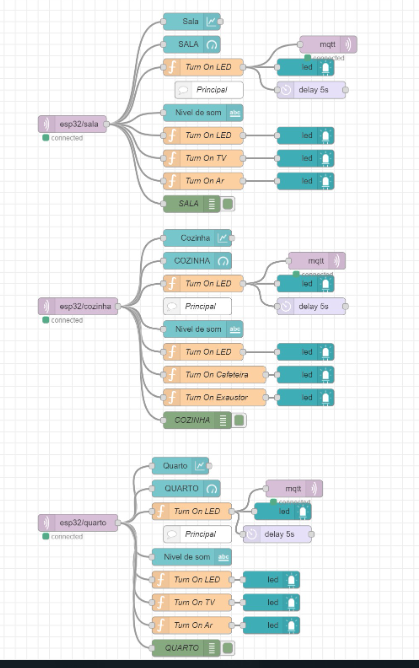 Sala
SALA
mqtt
connected
Turn On LED
led
Principal
delay 5s
Nivel de som
esp32/sala
connected
Turn On LED
led
Turn On TV
led
Turn On Ar
led
SALA
Cozinha
COZINHA
mqtt
connected
Turn On LED
led
Principal
delay 5s
esp32/cozinha
connected
Nivel de som
Turn On LED
led
Turn On Cafeteira
led
Turn On Exaustor
led
COZINHA
Quarto
QUARTO
mqtt
connected
Turn On LED
led
esp32/quarto
connected
Principal
delay 5s
Nivel de som
Turn On LED
led
Turn On TV
led
Turn On Ar
led
QUARTO